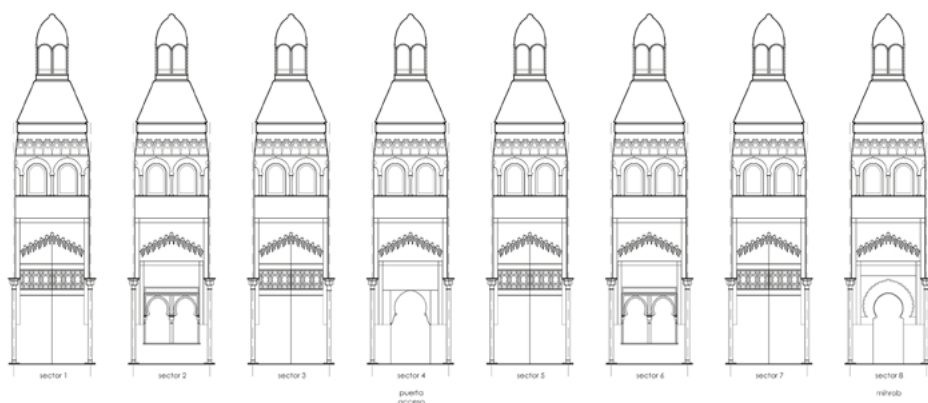 sector 1
sector 2
sector 3
sector 4
sector 5
sector 6
sector 7
sector 8
puerta
acceso
mihrab